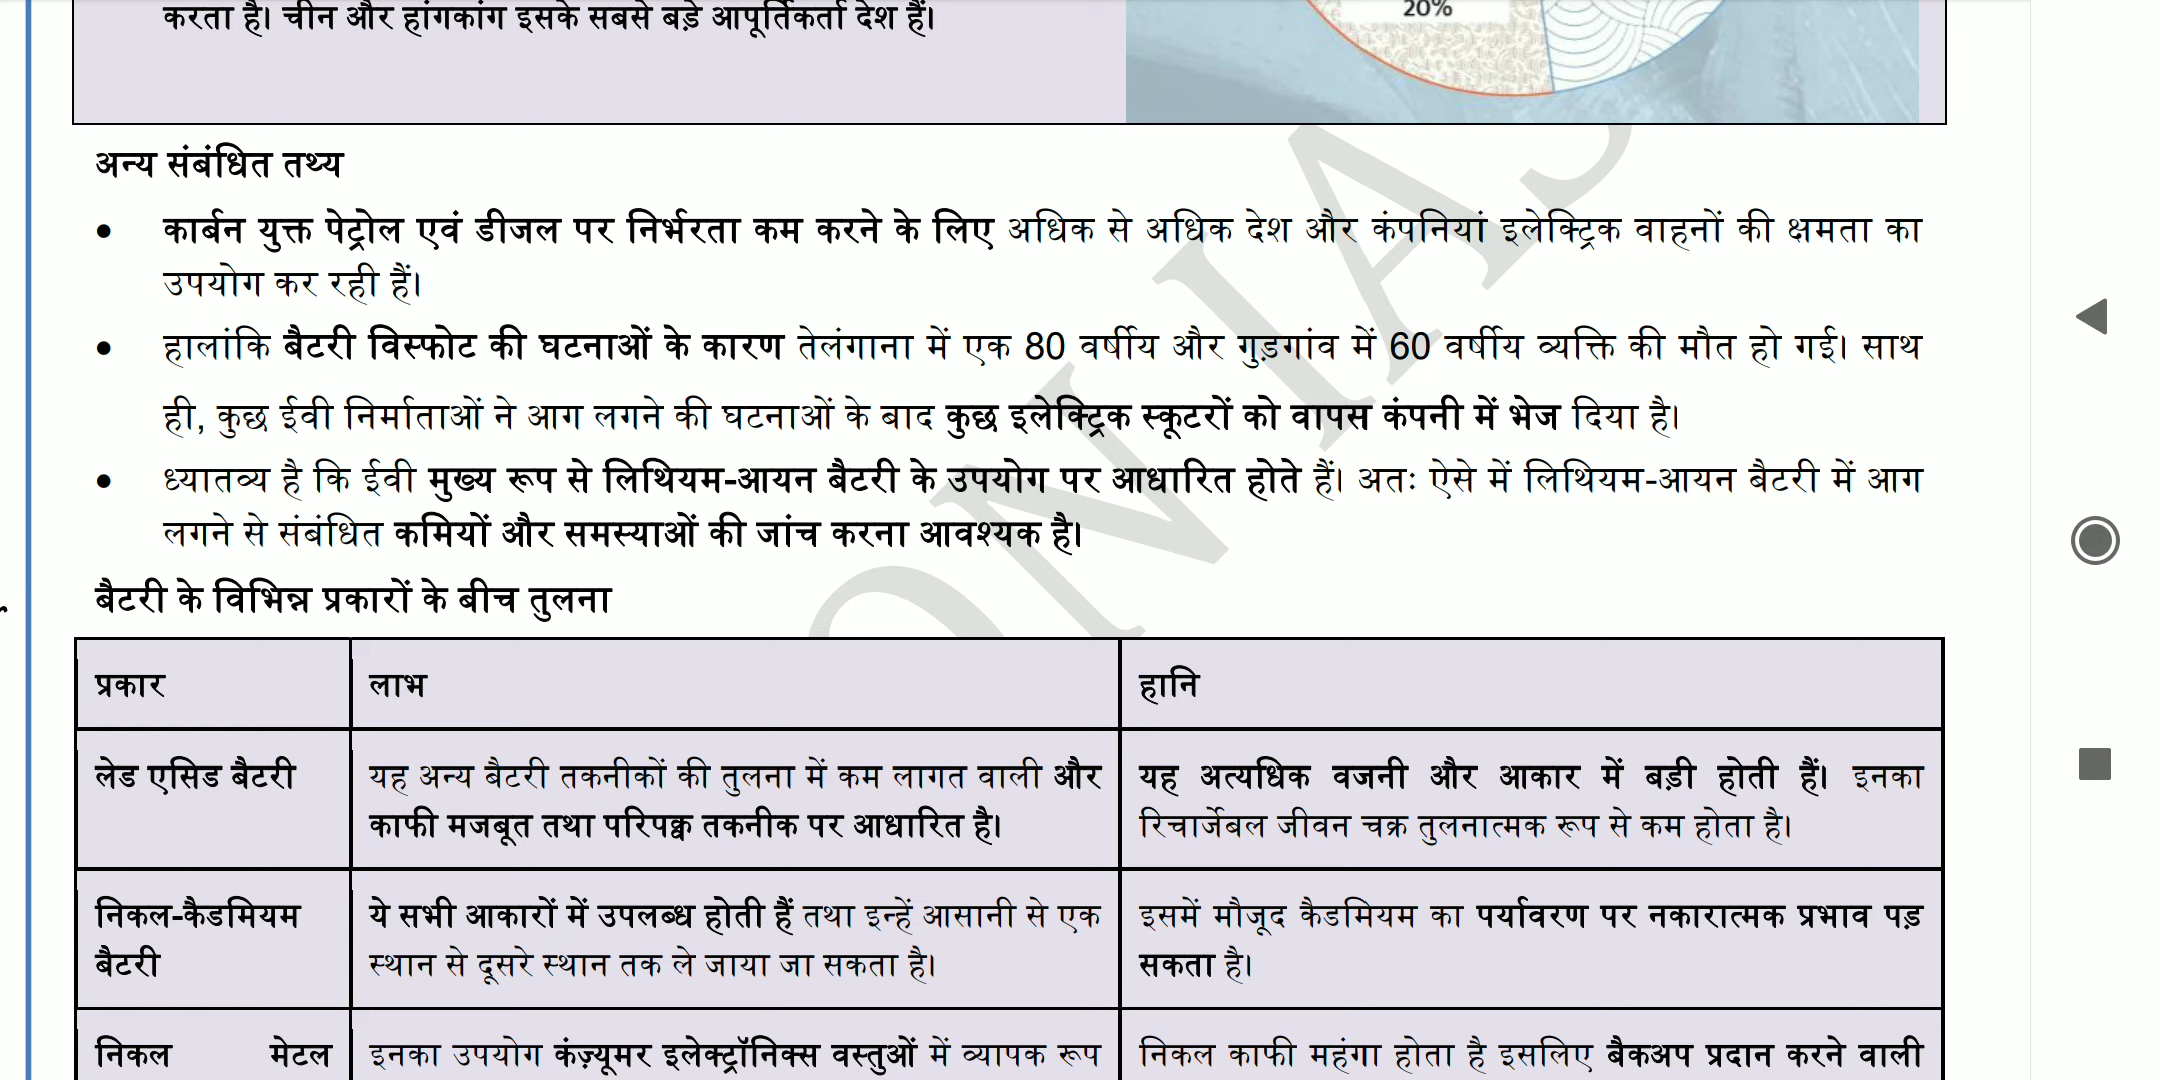 करता है। चीन और हांगकांग इसके सबसे बड़े आपूर्तिकर्ता देश हैं।
20%
अन्य संबंधित तथ्य
● कार्बन युक्त पेट्रोल एवं डीजल पर निर्भरता कम करने के लिए अधिक से अधिक देश और कंपनियां इलेक्ट्रिक वाहनों की क्षमता का
उपयोग कर रही हैं।
● हालांकि बैटरी विस्फोट की घटनाओं के कारण तेलंगाना में एक 80 वर्षीय और गुड़गांव में 60 वर्षीय व्यक्ति की मौत हो गई। साथ
ही, कुछ ईवी निर्माताओं ने आग लगने की घटनाओं के बाद कुछ इलेक्ट्रिक स्कूटरों को वापस कंपनी में भेज दिया है।
● ध्यातव्य है कि ईवी मुख्य रूप से लिथियम-आयन बैटरी के उपयोग पर आधारित होते हैं। अतः ऐसे में लिथियम-आयन बैटरी में आग
लगने से संबंधित कमियों और समस्याओं की जांच करना आवश्यक है।
बैटरी के विभिन्न प्रकारों के बीच तुलना
प्रकार लाभ हानि
लेड एसिड बैटरी यह अन्य बैटरी तकनीकों की तुलना में कम लागत वाली और यह अत्यधिक वजनी और आकार में बड़ी होती हैं। इनका
काफी मजबूत तथा परिपक्व तकनीक पर आधारित है। रिचार्जेबल जीवन चक्र तुलनात्मक रूप से कम होता है।
निकल-कैडमियम ये सभी आकारों में उपलब्ध होती हैं तथा इन्हें आसानी से एक इसमें मौजूद कैडमियम का पर्यावरण पर नकारात्मक प्रभाव पड़
बैटरी स्थान से दूसरे स्थान तक ले जाया जा सकता है। सकता है।
निकल मेटल इनका उपयोग कंज़्यूमर इलेक्ट्रॉनिक्स वस्तुओं में व्यापक रूप निकल काफी महंगा होता है इसलिए बैकअप प्रदान करने वाली
ON IAS